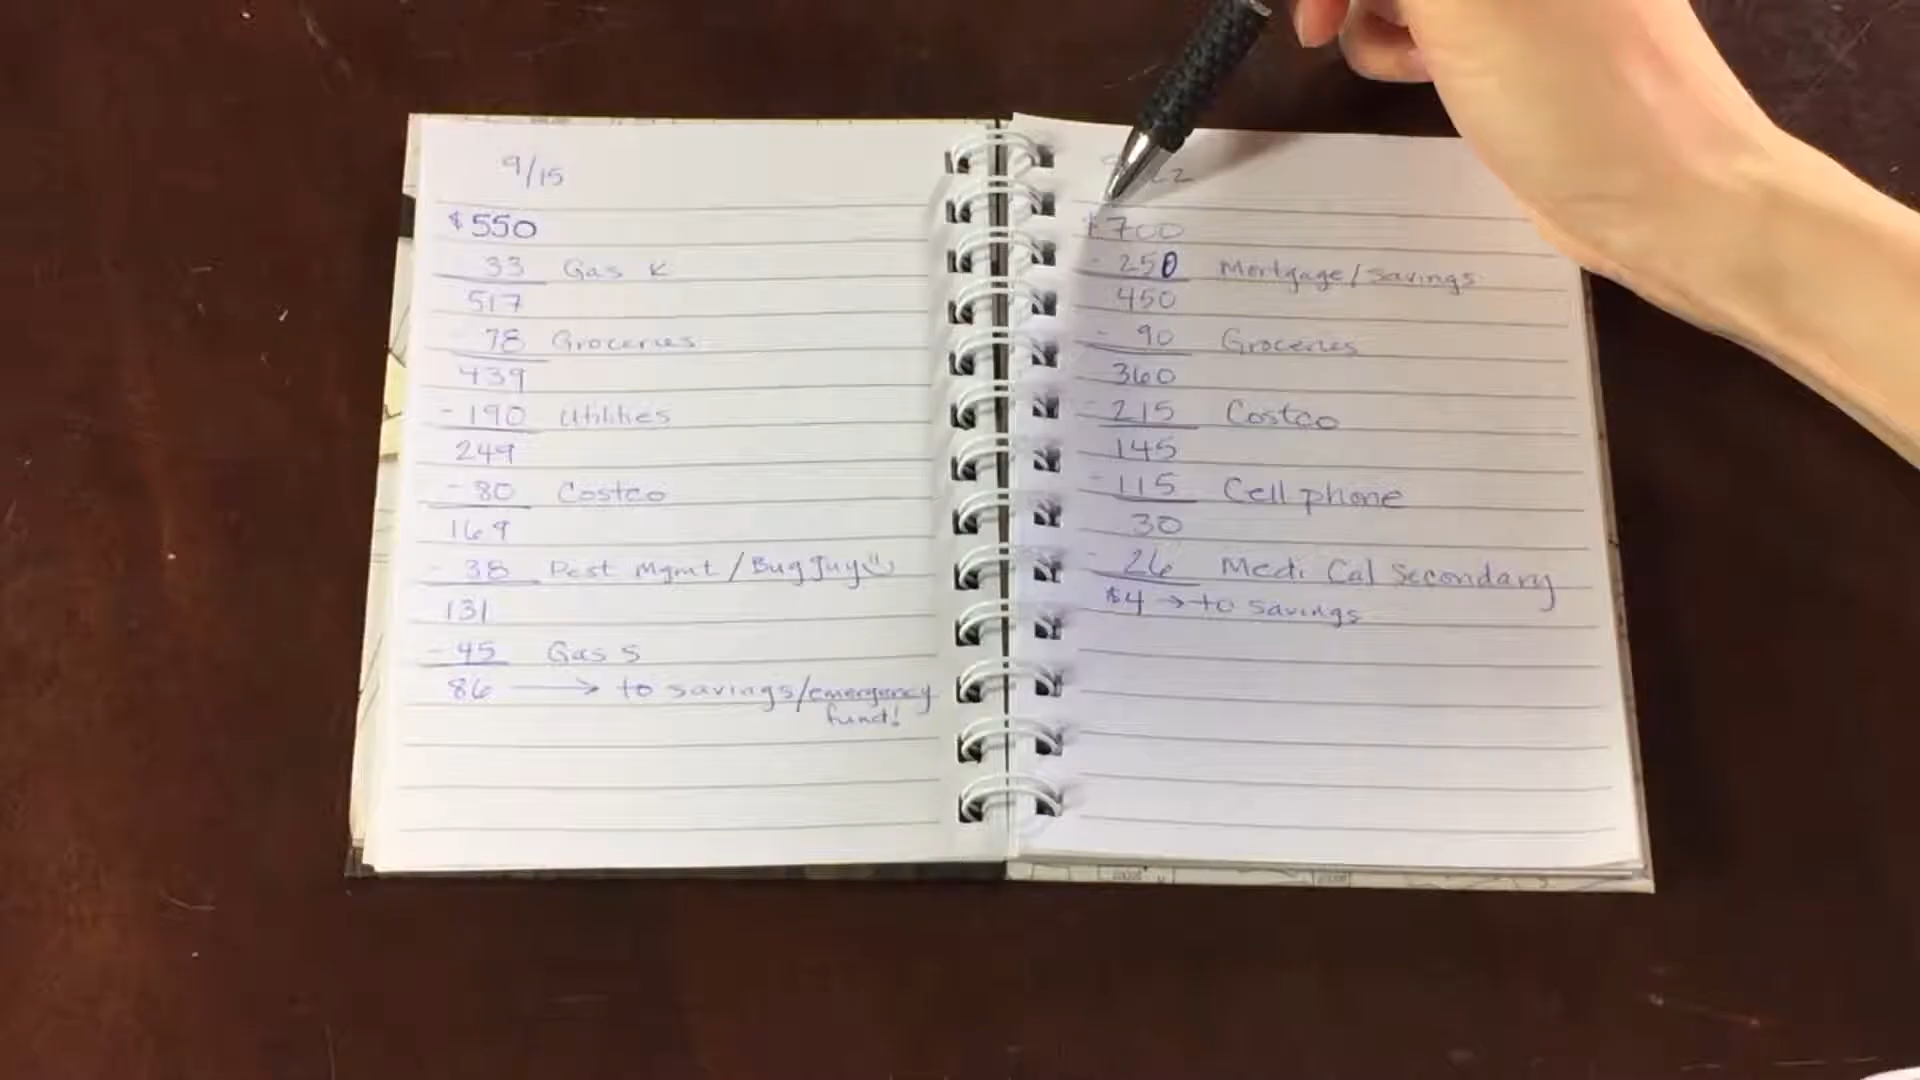 9/15
$550
33 Gas K
517
- 78 Groceries
439
- 190 Utilities
249
- 80 Costco
169
- 38 Pest Mgmt / Bug Guy
131
- 45 Gas S
86 → to savings/emergency
fund!
22
$700
- 250 Mortgage/savings
450
- 90 Groceries
360
- 215 Costco
145
- 115 Cell phone
30
- 26 Medi Cal Secondary
$4 → to savings